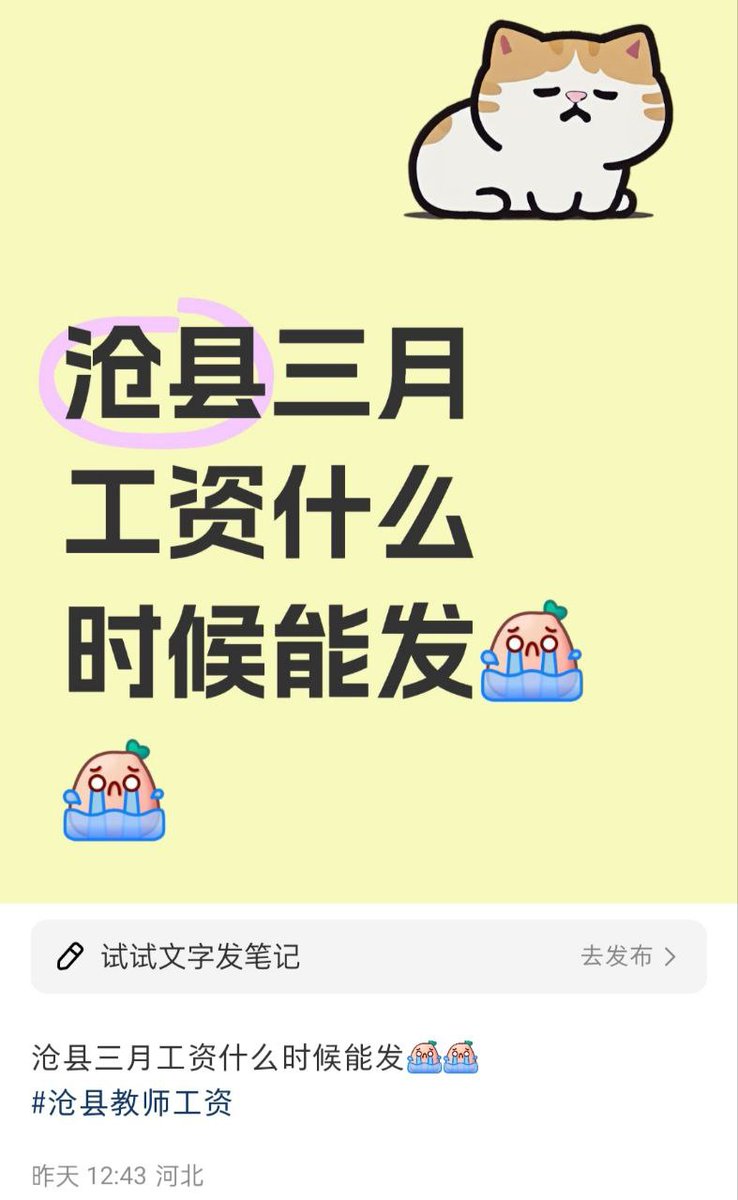 沧县三月
工资什么
时候能发
试试文字发笔记
去发布
沧县三月工资什么时候能发
#沧县教师工资
昨天 12:43 河北